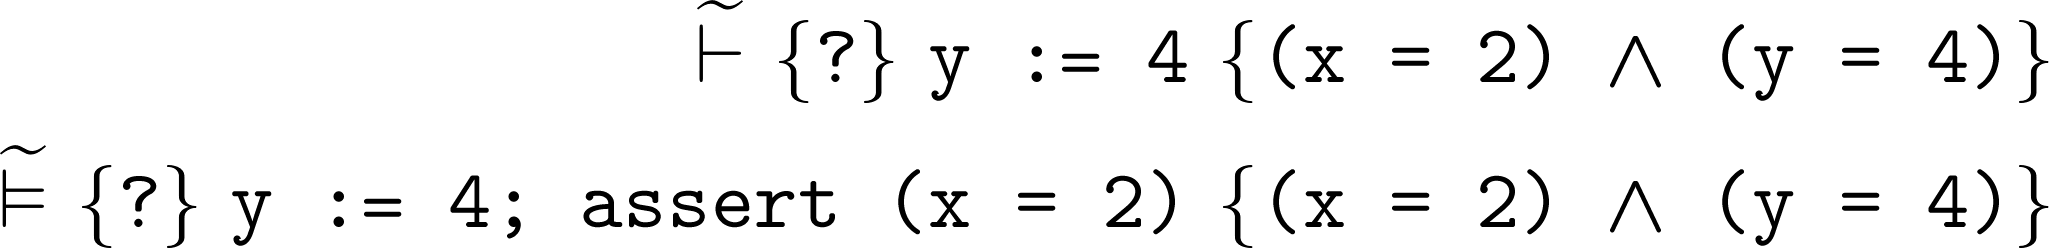 ⊢̃ {?} y := 4 {(x = 2) ∧ (y = 4)}
⊨̃ {?} y := 4; assert (x = 2) {(x = 2) ∧ (y = 4)}